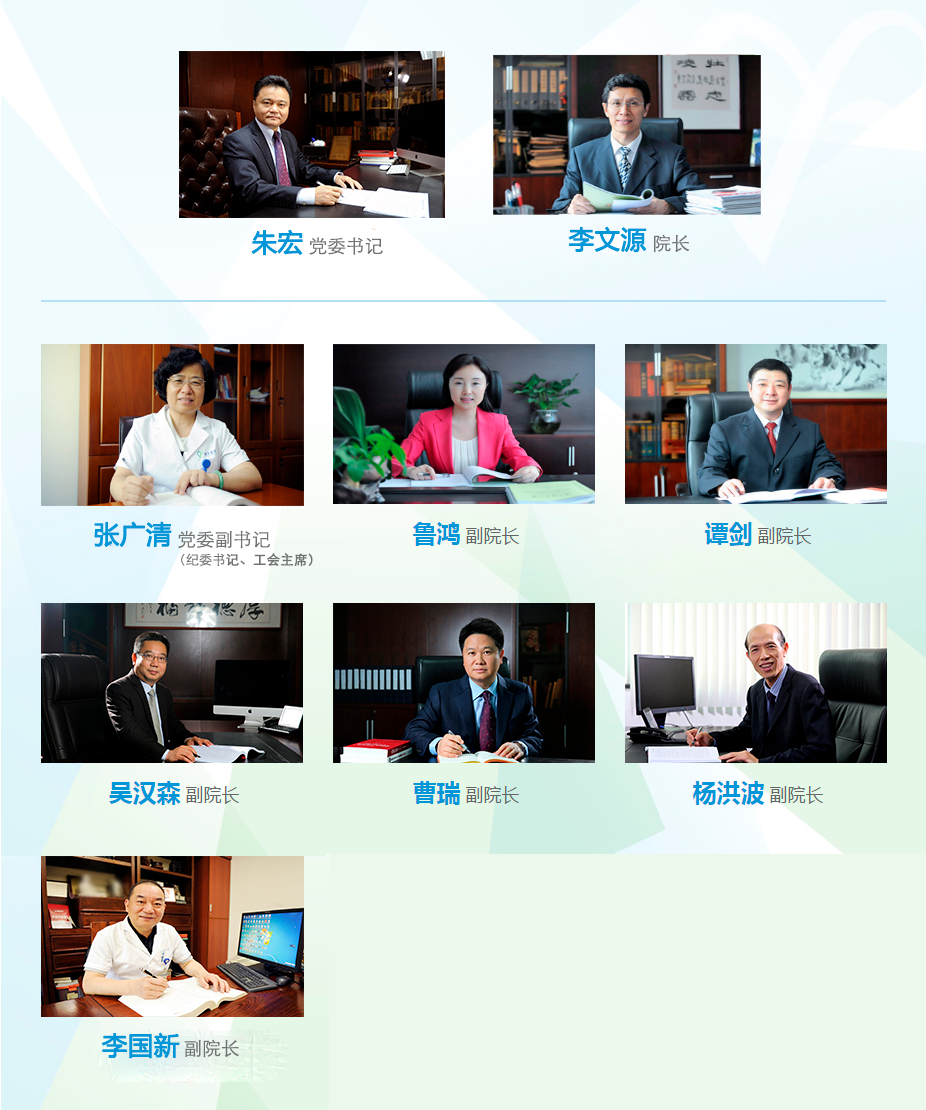 朱宏 党委书记
李文源 院长
张广清 党委副书记
（纪委书记、工会主席）
鲁鸿 副院长
谭剑 副院长
吴汉森 副院长
曹瑞 副院长
杨洪波 副院长
李国新 副院长